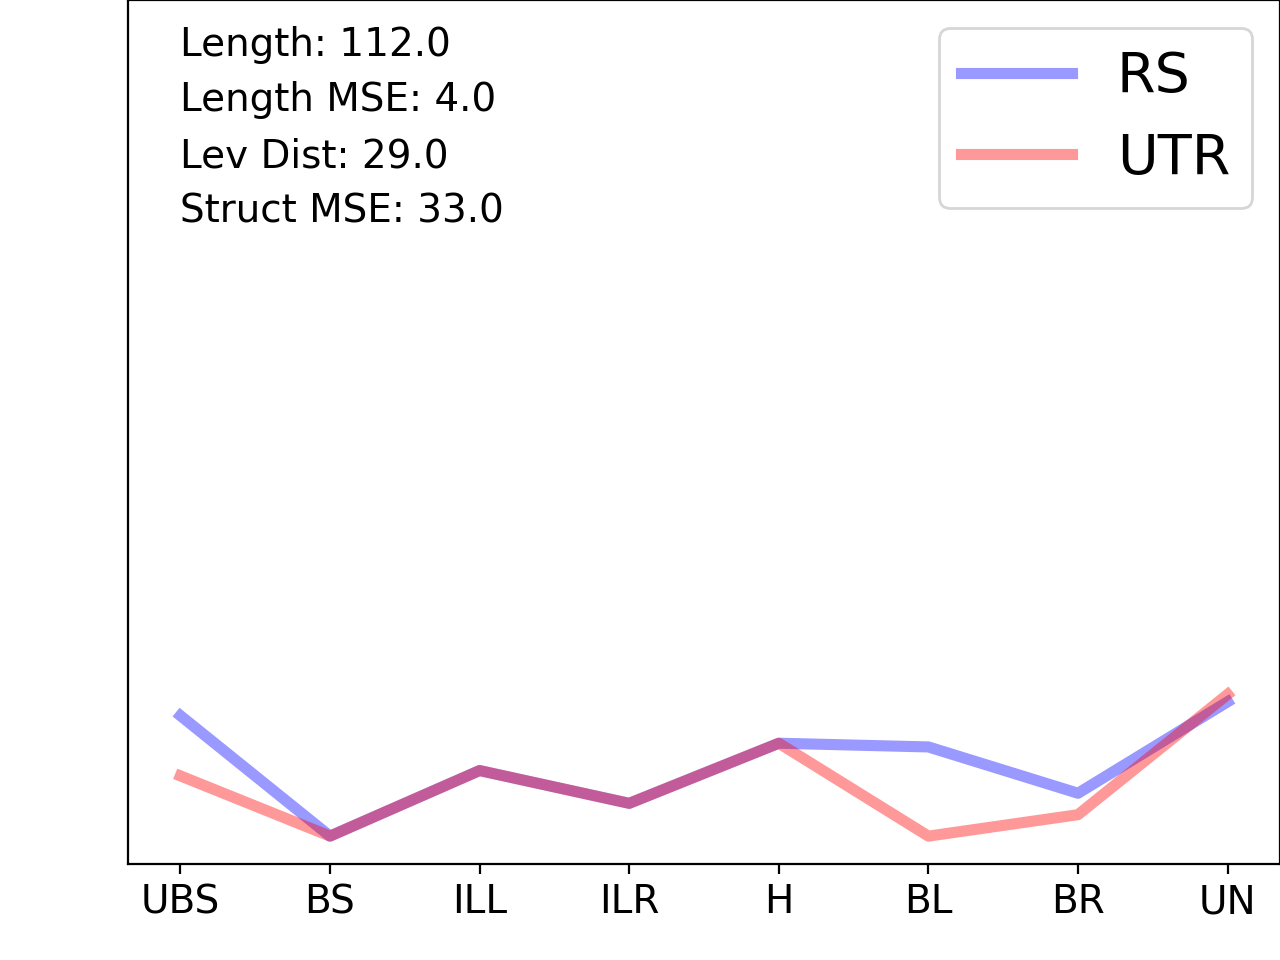 Length: 112.0
Length MSE: 4.0
Lev Dist: 29.0
Struct MSE: 33.0
RS
UTR
UBS BS ILL ILR H BL BR UN